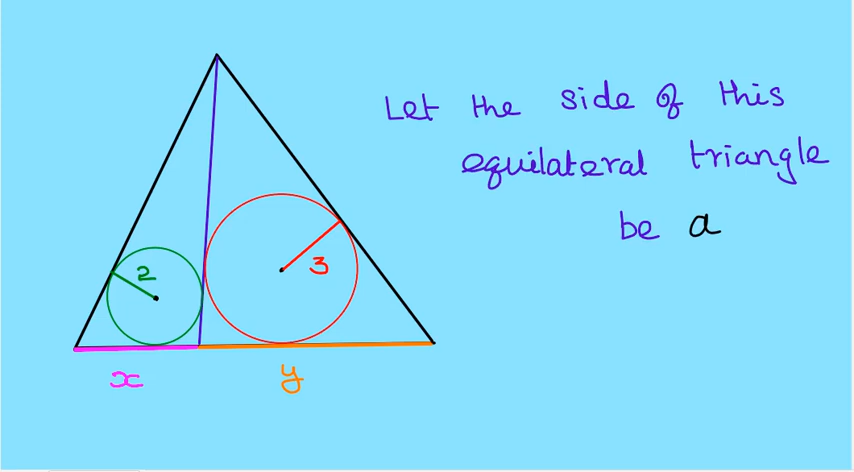 Let the side of this
equilateral triangle
be a
2
3
x
y